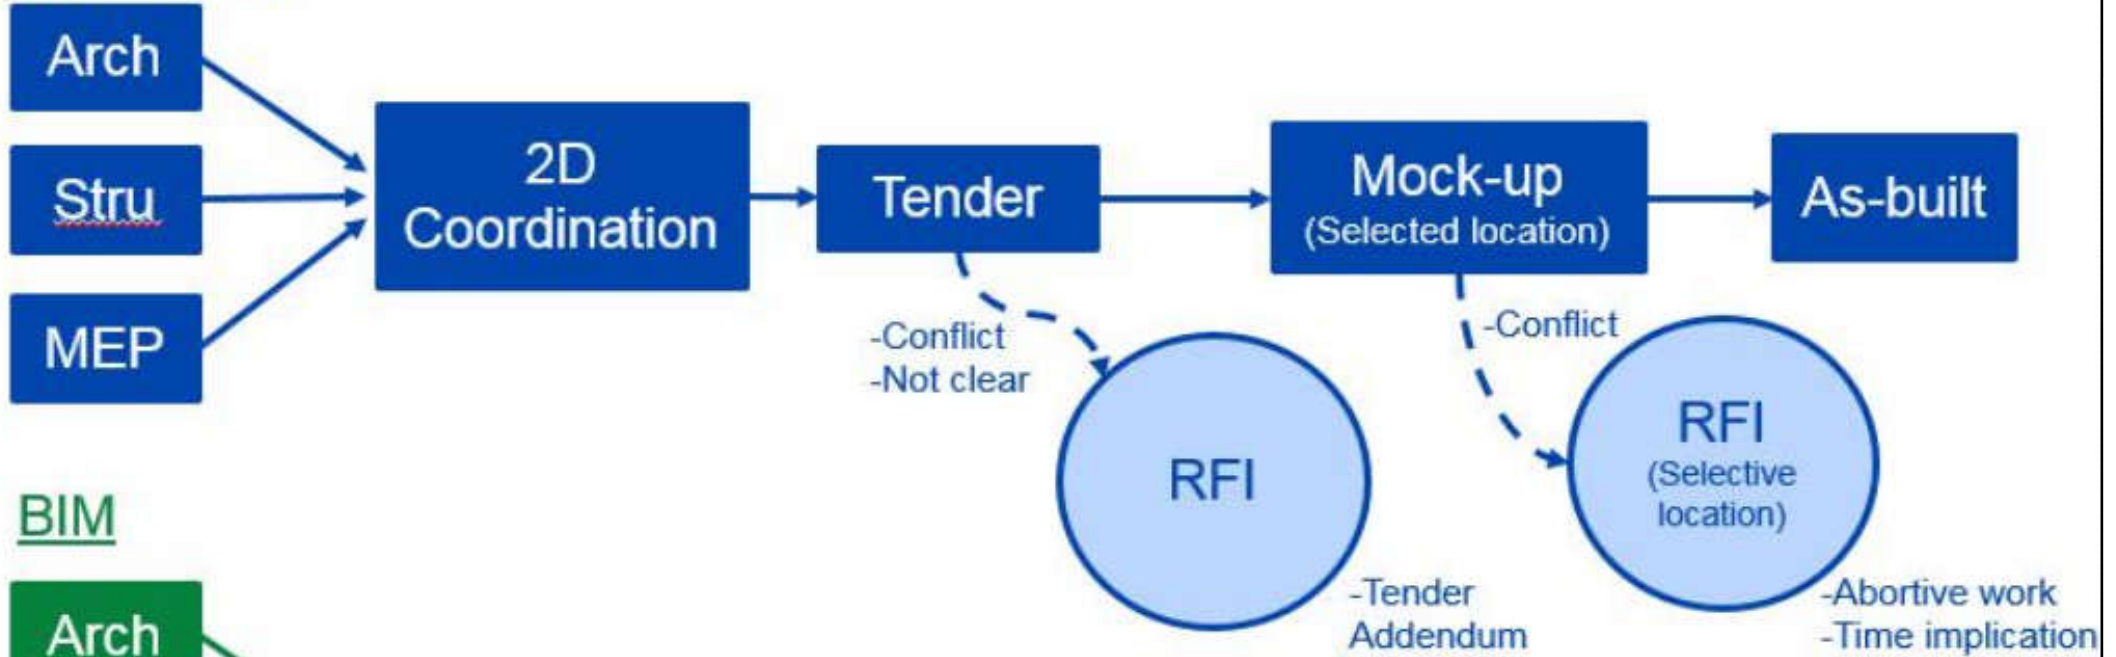 Arch
Stru
MEP
2D
Coordination
Tender
Mock-up
(Selected location)
As-built
-Conflict
-Not clear
RFI
-Tender
Addendum
-Conflict
RFI
(Selective
location)
-Abortive work
-Time implication
BIM
Arch